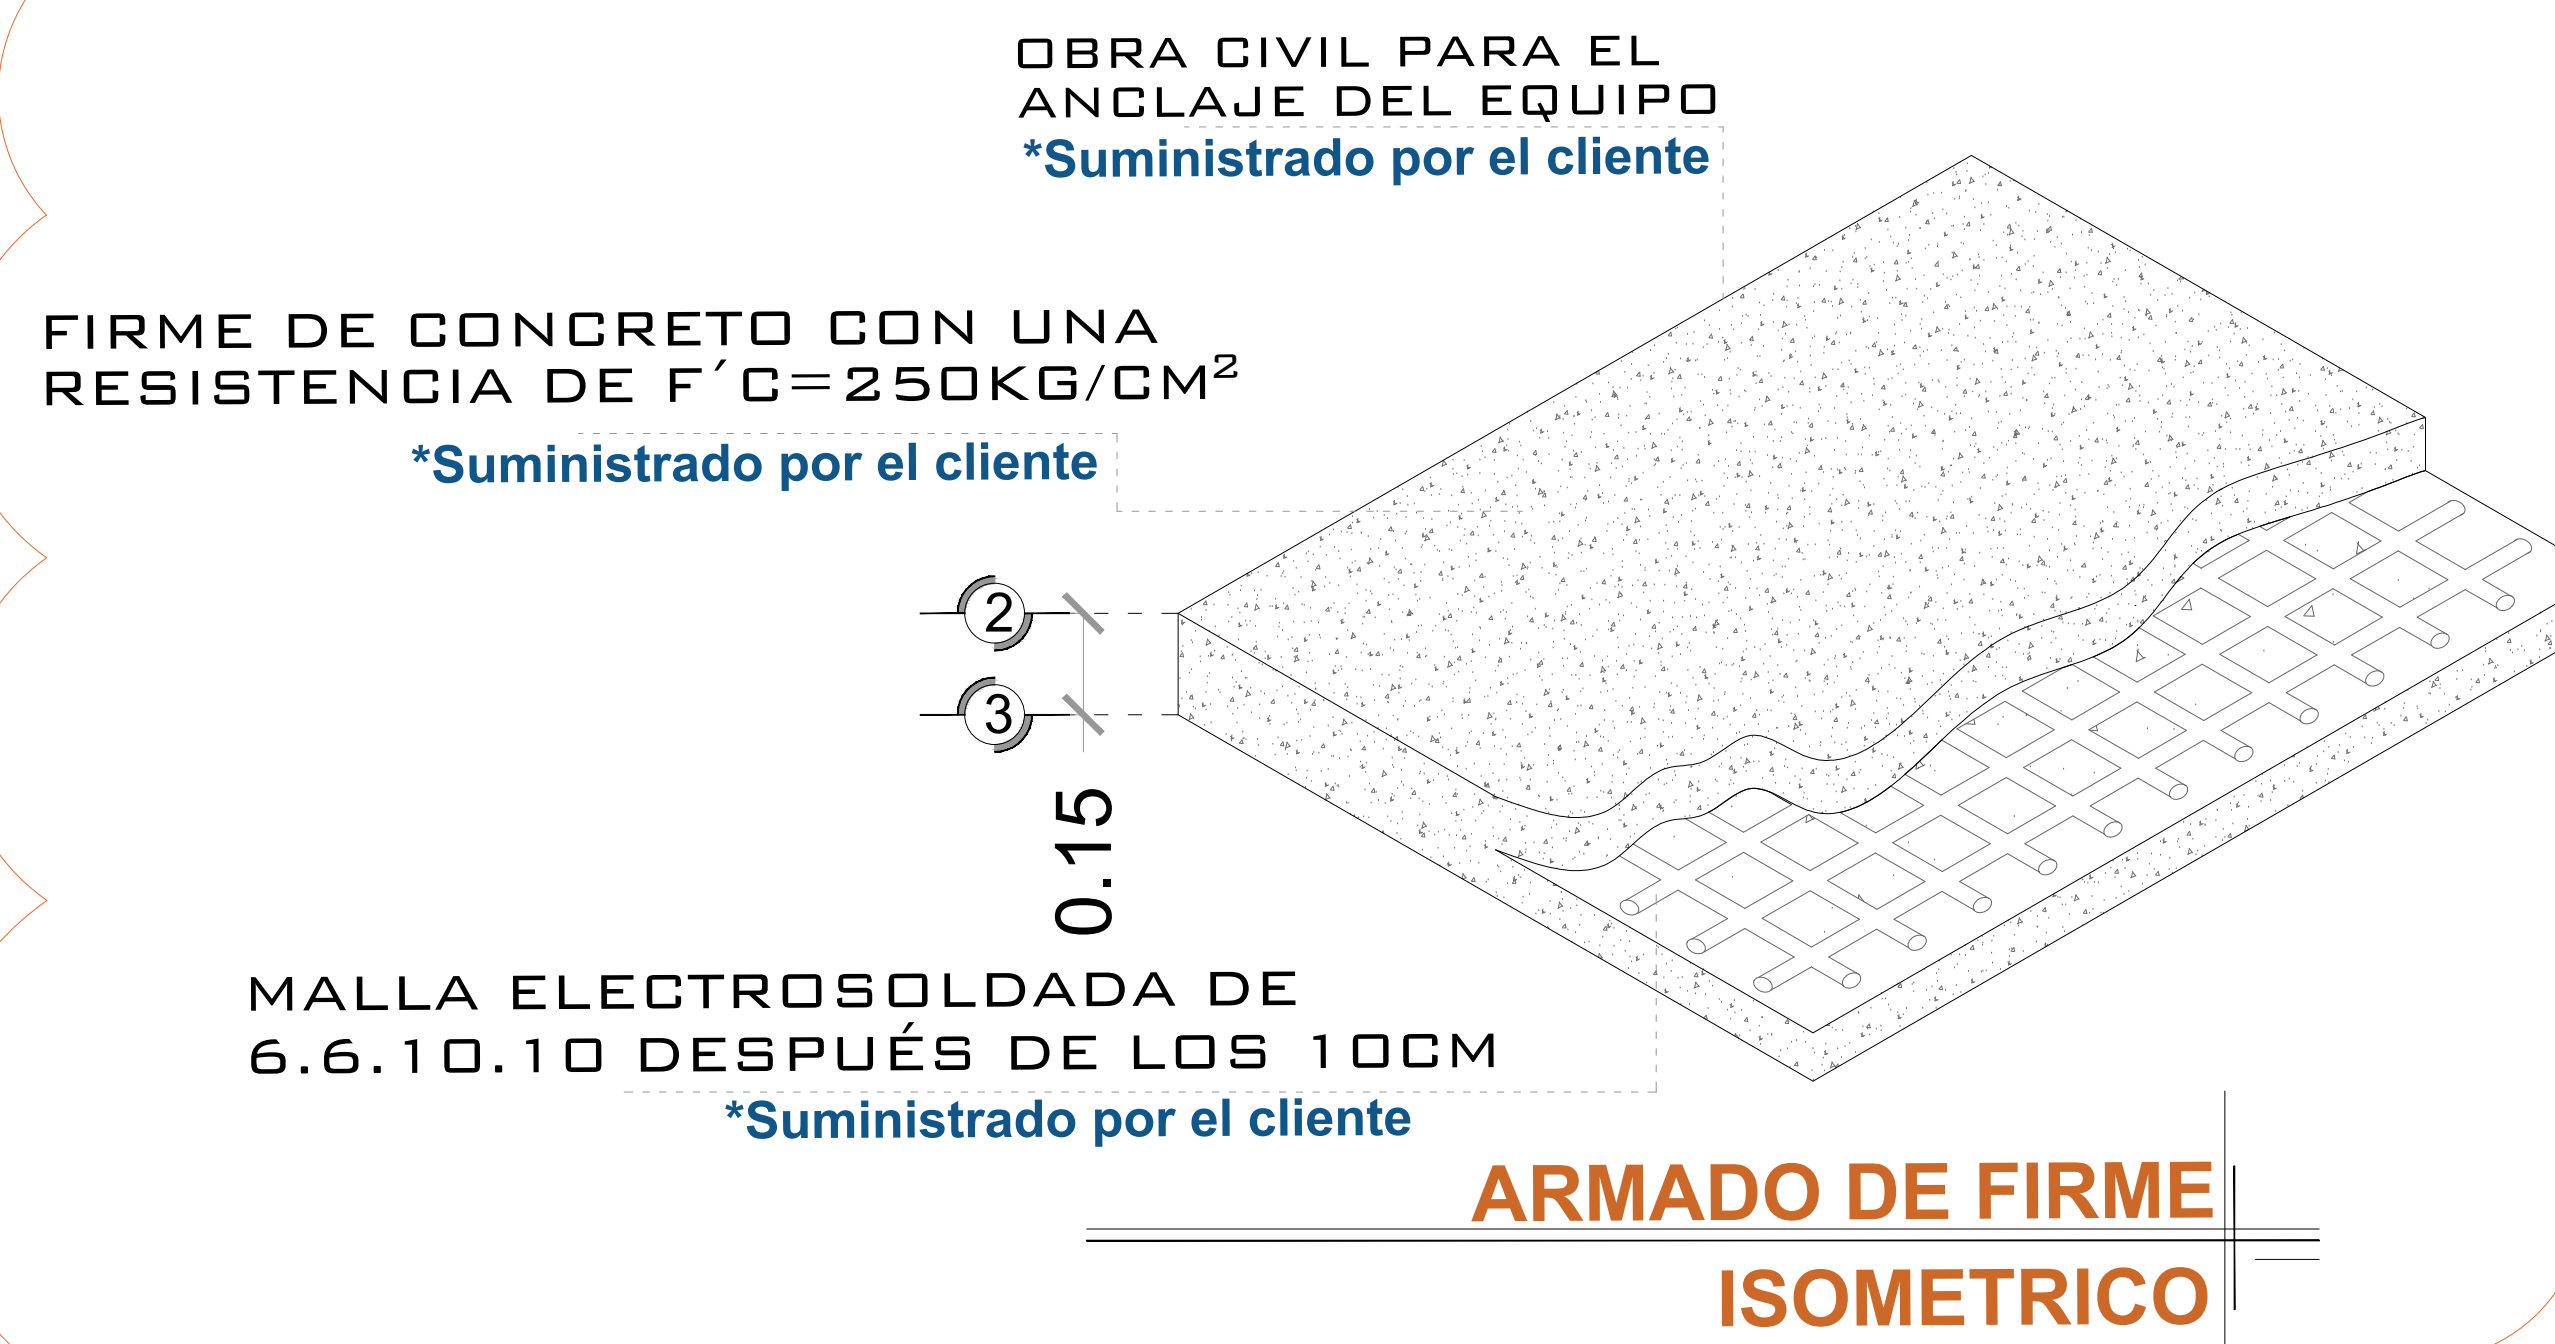 OBRA CIVIL PARA EL
ANCLAJE DEL EQUIPO
*Suministrado por el cliente
FIRME DE CONCRETO CON UNA
RESISTENCIA DE F´C=250KG/CM²
*Suministrado por el cliente
2
3
0.15
MALLA ELECTROSOLDADA DE
6.6.10.10 DESPUÉS DE LOS 10CM
*Suministrado por el cliente
ARMADO DE FIRME
ISOMETRICO